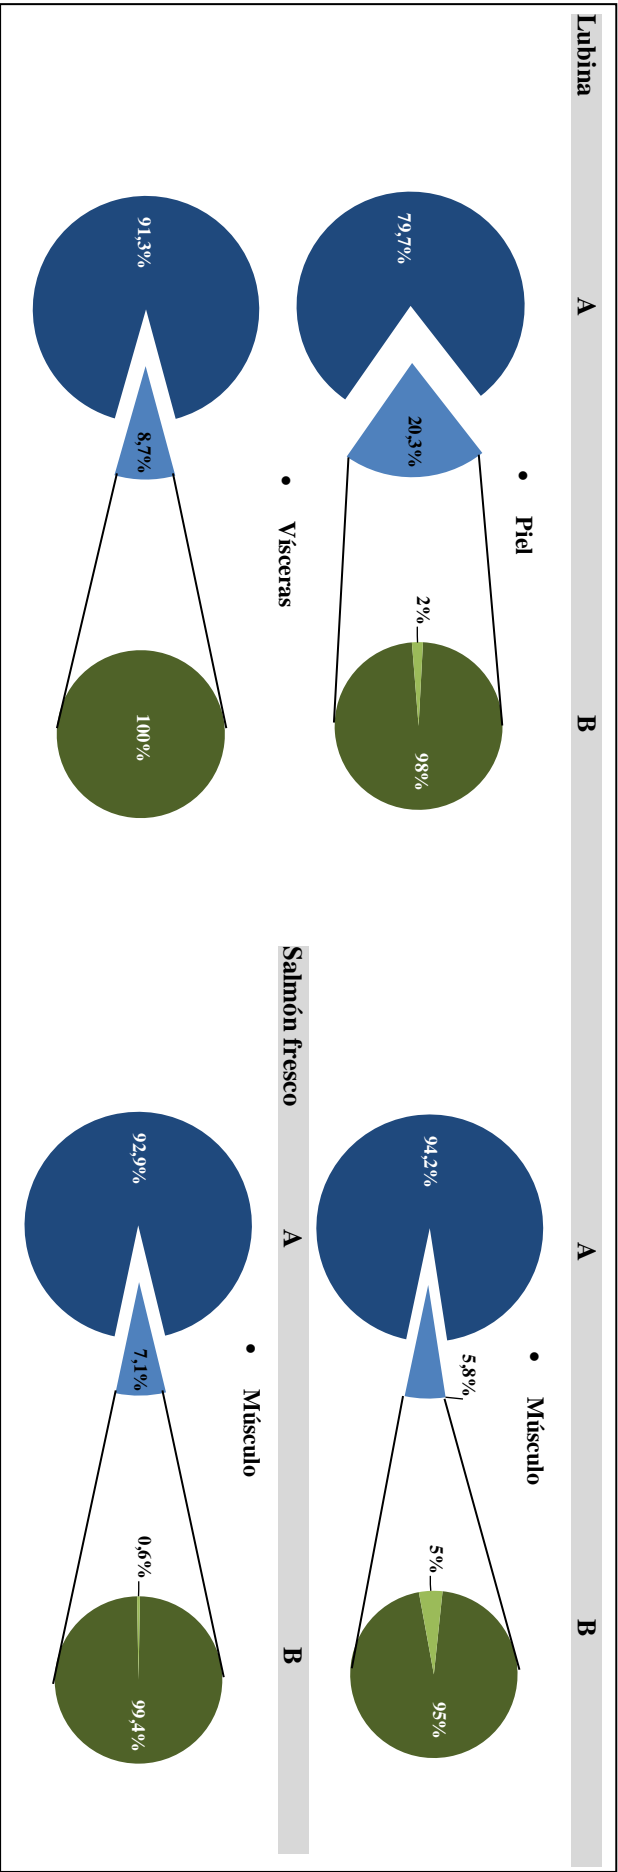 Lubina
A B A B
• Piel
79,7%
20,3%
2%
98%
• Músculo
94,2%
5,8%
5%
95%
• Vísceras
91,3%
8,7%
100%
Salmón fresco
A B
• Músculo
92,9%
7,1%
0,6%
99,4%